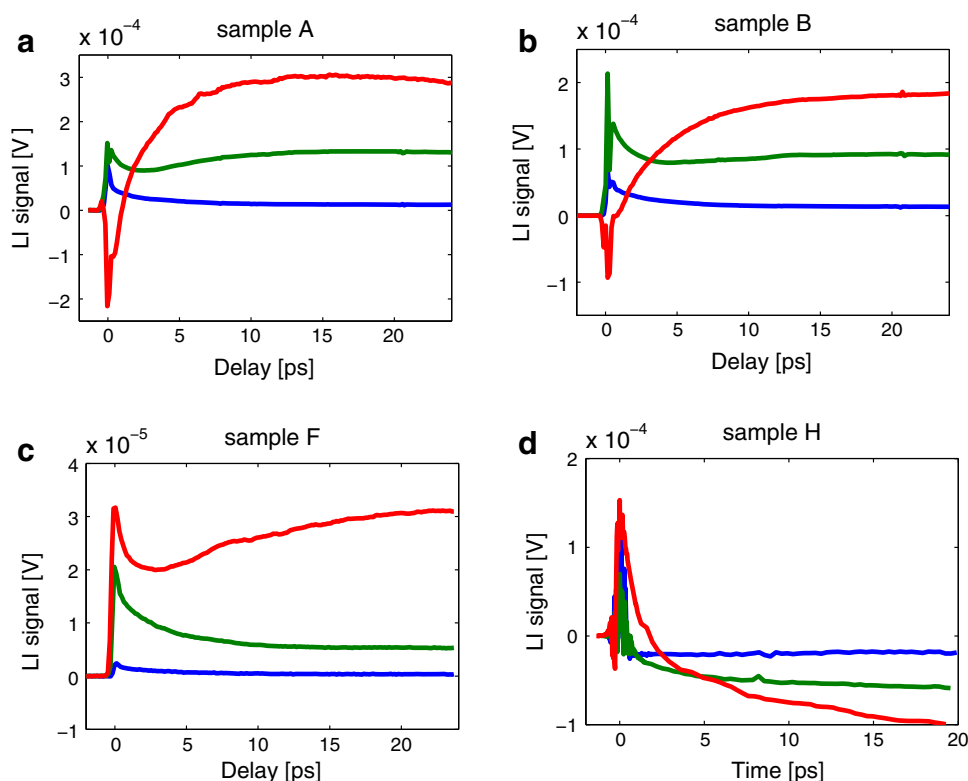 a
x 10⁻⁴
sample A
3
2
1
0
−1
−2
LI signal [V]
0
5
10
15
20
Delay [ps]
b
x 10⁻⁴
sample B
2
1
0
−1
LI signal [V]
0
5
10
15
20
Delay [ps]
c
x 10⁻⁵
sample F
4
3
2
1
0
−1
LI signal [V]
0
5
10
15
20
Delay [ps]
d
x 10⁻⁴
sample H
2
1
0
−1
LI signal [V]
0
5
10
15
20
Time [ps]